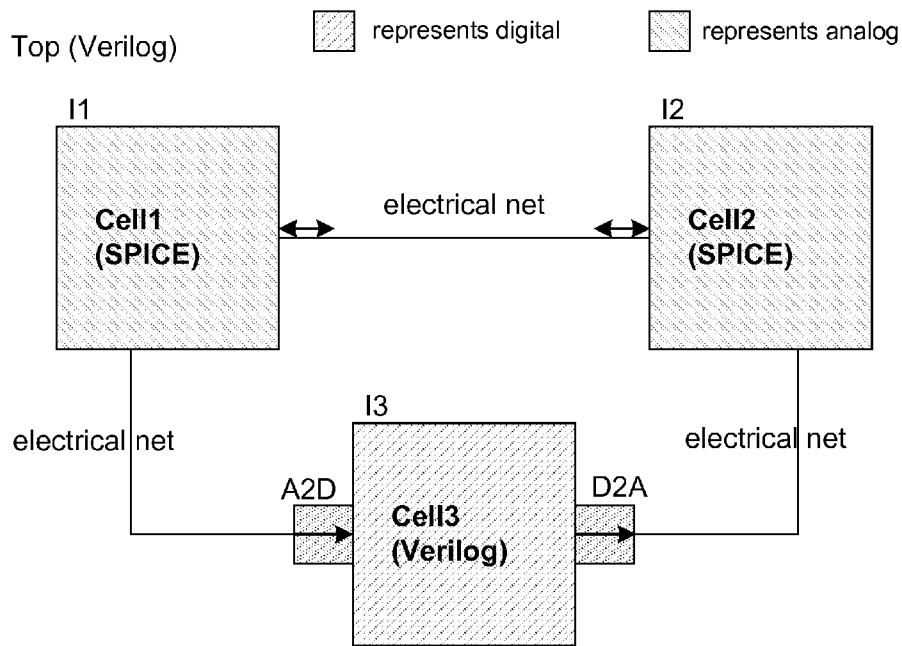 represents digital
represents analog
Top (Verilog)
I1
I2
Cell1
(SPICE)
electrical net
Cell2
(SPICE)
I3
electrical net
electrical net
A2D
D2A
Cell3
(Verilog)